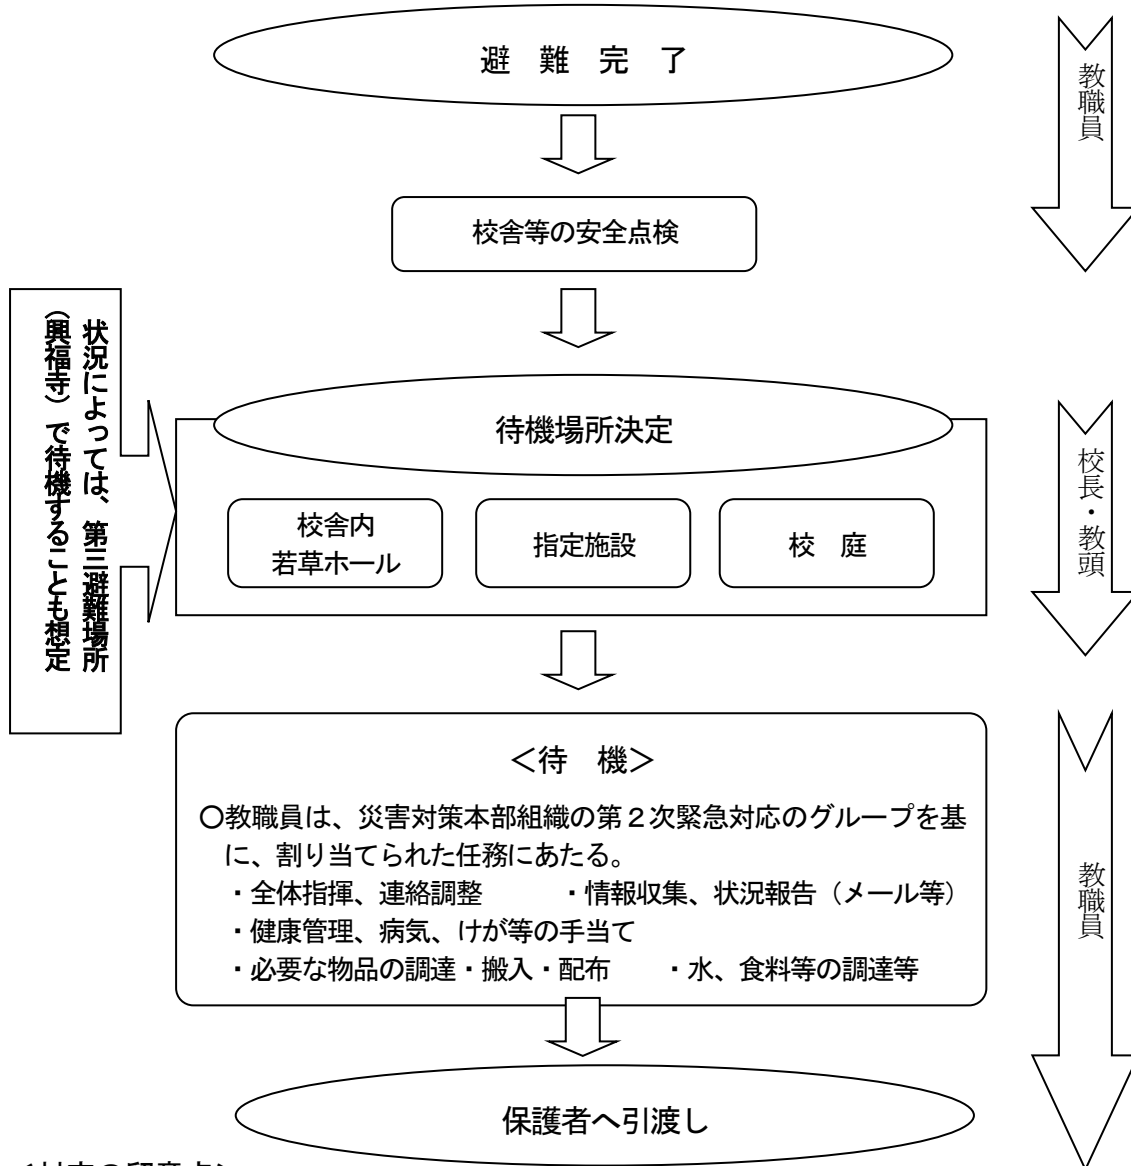 避　難　完　了
教職員
校舎等の安全点検
状況によっては、第三避難場所
（興福寺）で待機することも想定
待機場所決定
校舎内
若草ホール
指定施設
校　庭
校長・教頭
＜待　機＞
〇教職員は、災害対策本部組織の第２次緊急対応のグループを基
に、割り当てられた任務にあたる。
・全体指揮、連絡調整　　　・情報収集、状況報告（メール等）
・健康管理、病気、けが等の手当て
・必要な物品の調達・搬入・配布　　・水、食料等の調達等
教職員
保護者へ引渡し